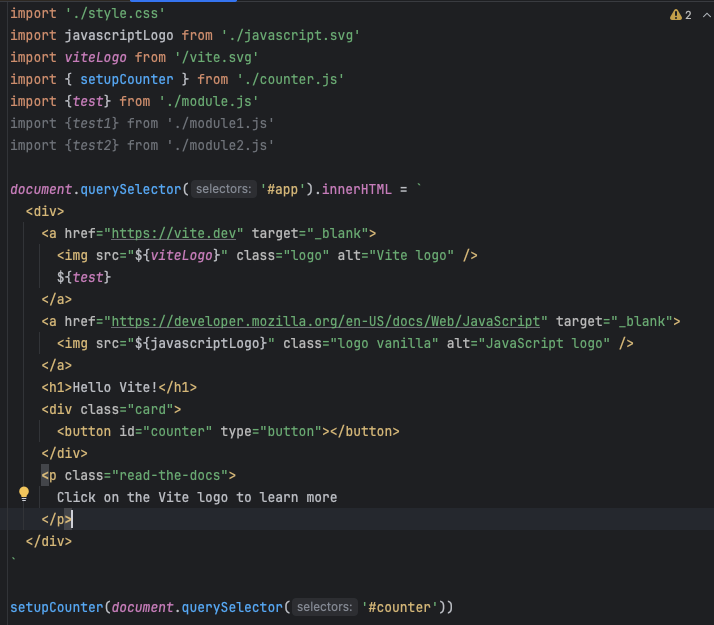 import './style.css'
2
import javascriptLogo from './javascript.svg'
import viteLogo from '/vite.svg'
import { setupCounter } from './counter.js'
import {test} from './module.js'
import {test1} from './module1.js'
import {test2} from './module2.js'
document.querySelector( selectors: '#app').innerHTML = `
<div>
<a href="https://vite.dev" target="_blank">
<img src="${viteLogo}" class="logo" alt="Vite logo" />
${test}
</a>
<a href="https://developer.mozilla.org/en-US/docs/Web/JavaScript" target="_blank">
<img src="${javascriptLogo}" class="logo vanilla" alt="JavaScript logo" />
</a>
<h1>Hello Vite!</h1>
<div class="card">
<button id="counter" type="button"></button>
</div>
<p class="read-the-docs">
Click on the Vite logo to learn more
</p>
</div>
`
setupCounter(document.querySelector( selectors: '#counter'))